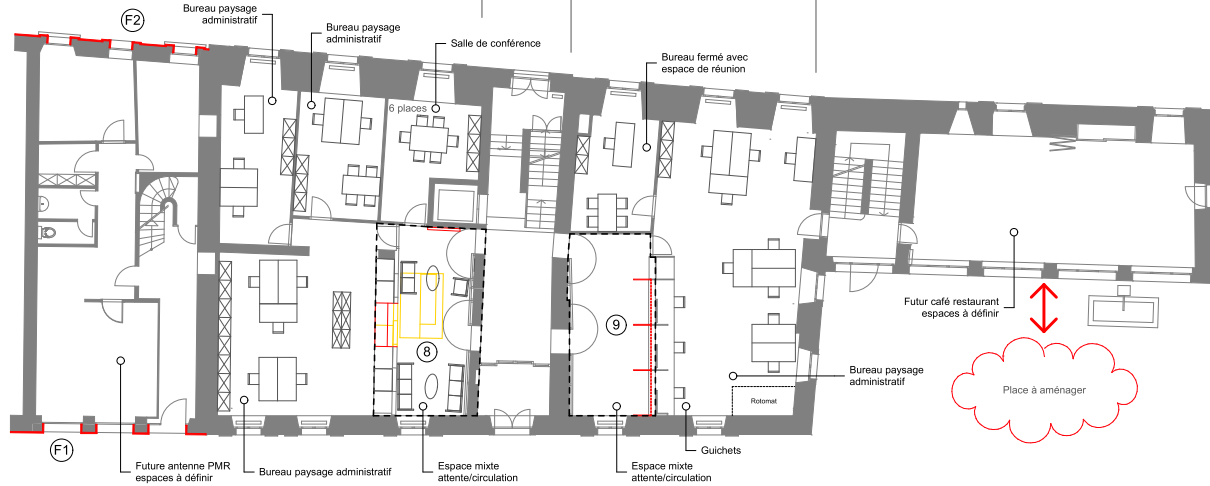 Bureau paysage
administratif
F2
Bureau paysage
administratif
Salle de conférence
Bureau fermé avec
espace de réunion
6 places
Futur café restaurant
espaces à définir
9
8
Bureau paysage
administratif
Place à aménager
Rotomat
F1
Guichets
Future antenne PMR
espaces à définir
Bureau paysage administratif
Espace mixte
attente/circulation
Espace mixte
attente/circulation